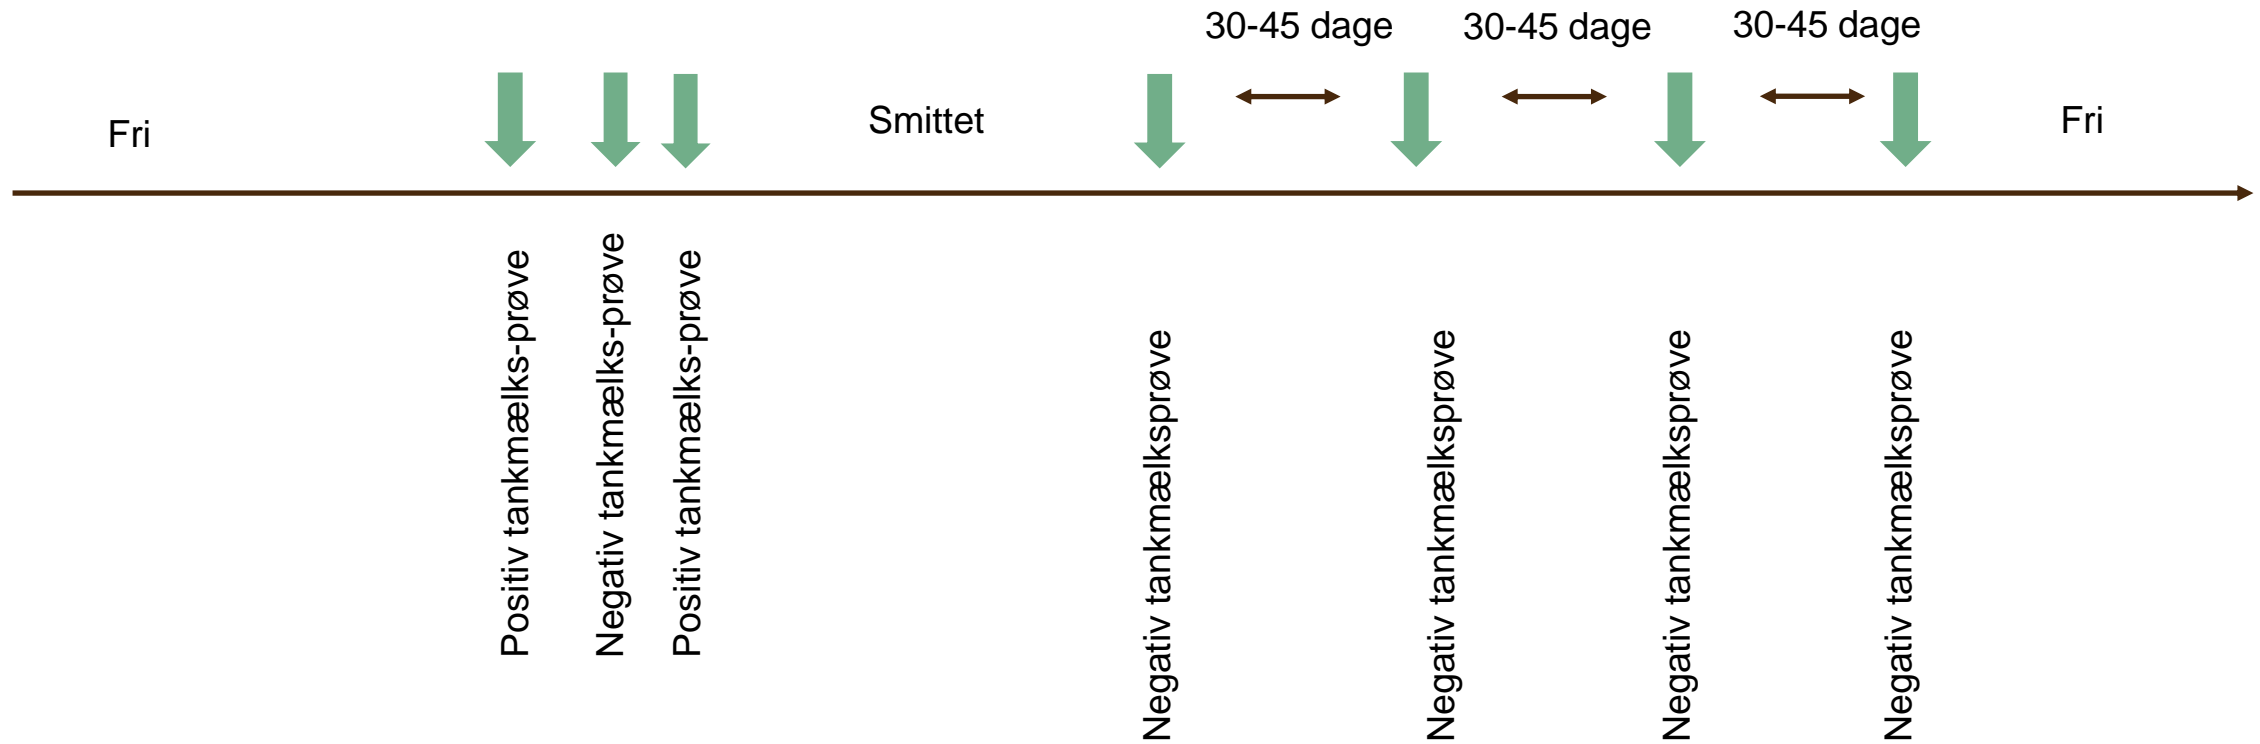 30-45 dage
30-45 dage
30-45 dage
Fri
Smittet
Fri
Positiv tankmælks-prøve
Negativ tankmælks-prøve
Positiv tankmælks-prøve
Negativ tankmælksprøve
Negativ tankmælksprøve
Negativ tankmælksprøve
Negativ tankmælksprøve